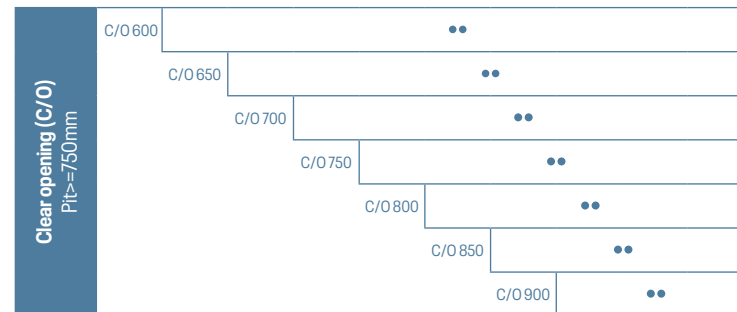 Clear opening (C/O)
Pit>=750mm
C/O 600
C/O 650
C/O 700
C/O 750
C/O 800
C/O 850
C/O 900